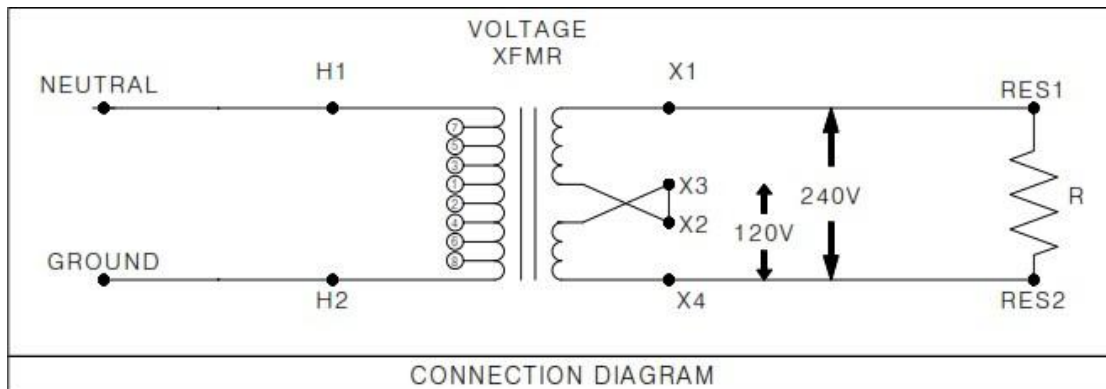 VOLTAGE
XFMR
NEUTRAL
H1
X1
RES1
7
5
3
1
2
4
6
8
X3
X2
120V
240V
R
GROUND
H2
X4
RES2
CONNECTION DIAGRAM